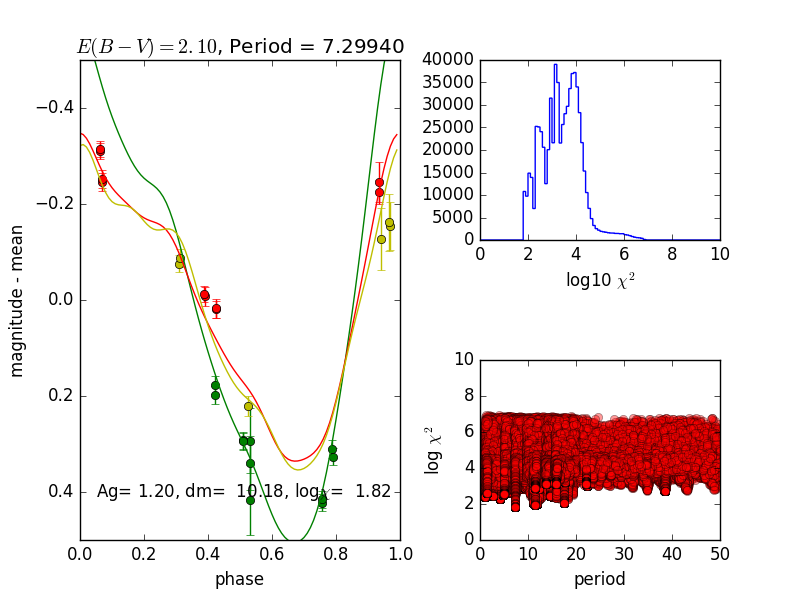 E(B − V) = 2.10, Period = 7.29940
−0.4
−0.2
0.0
0.2
0.4
magnitude - mean
Ag= 1.20, dm= 10.18, logχ= 1.82
0.0 0.2 0.4 0.6 0.8 1.0
phase
40000
35000
30000
25000
20000
15000
10000
5000
0
0 2 4 6 8 10
log10 χ²
10
8
6
4
2
0
log χ²
0 10 20 30 40 50
period